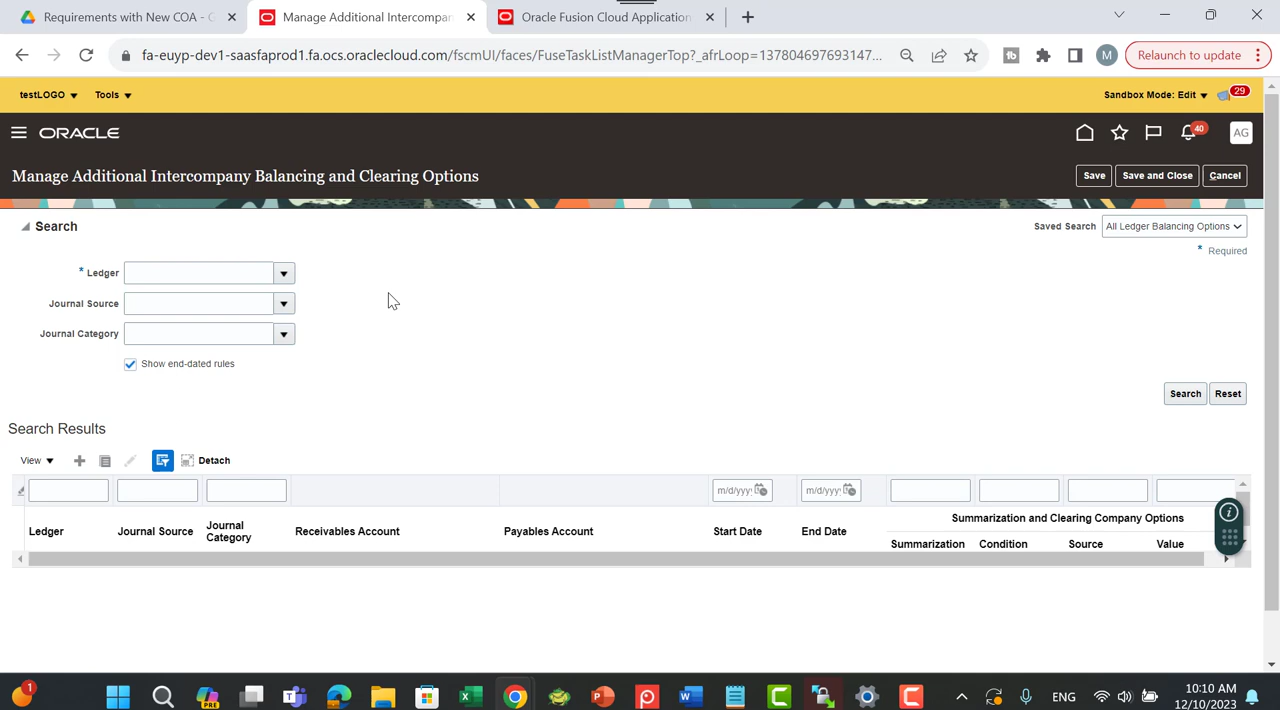 Requirements with New COA - G
Manage Additional Intercompan
Oracle Fusion Cloud Application
fa-euyp-dev1-saasfaprod1.fa.ocs.oraclecloud.com/fscmUI/faces/FuseTaskListManagerTop?_afrLoop=137804697693147...
tb
M
Relaunch to update
testLOGO
Tools
Sandbox Mode: Edit
29
ORACLE
40
AG
Manage Additional Intercompany Balancing and Clearing Options
Save
Save and Close
Cancel
Search
Saved Search
All Ledger Balancing Options
* Required
* Ledger
Journal Source
Journal Category
Show end-dated rules
Search
Reset
Search Results
View
Detach
m/d/yyyy
m/d/yyyy
Ledger
Journal Source
Journal Category
Receivables Account
Payables Account
Start Date
End Date
Summarization and Clearing Company Options
Summarization
Condition
Source
Value
1
PRE
ENG
10:10 AM
12/10/2023